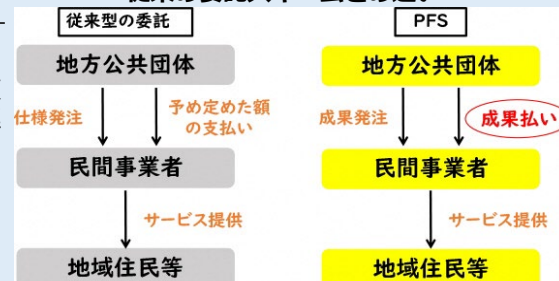 従来型の委託
地方公共団体
仕様発注
予め定めた額
の支払い
民間事業者
サービス提供
地域住民等
PFS
地方公共団体
成果発注
成果払い
民間事業者
サービス提供
地域住民等